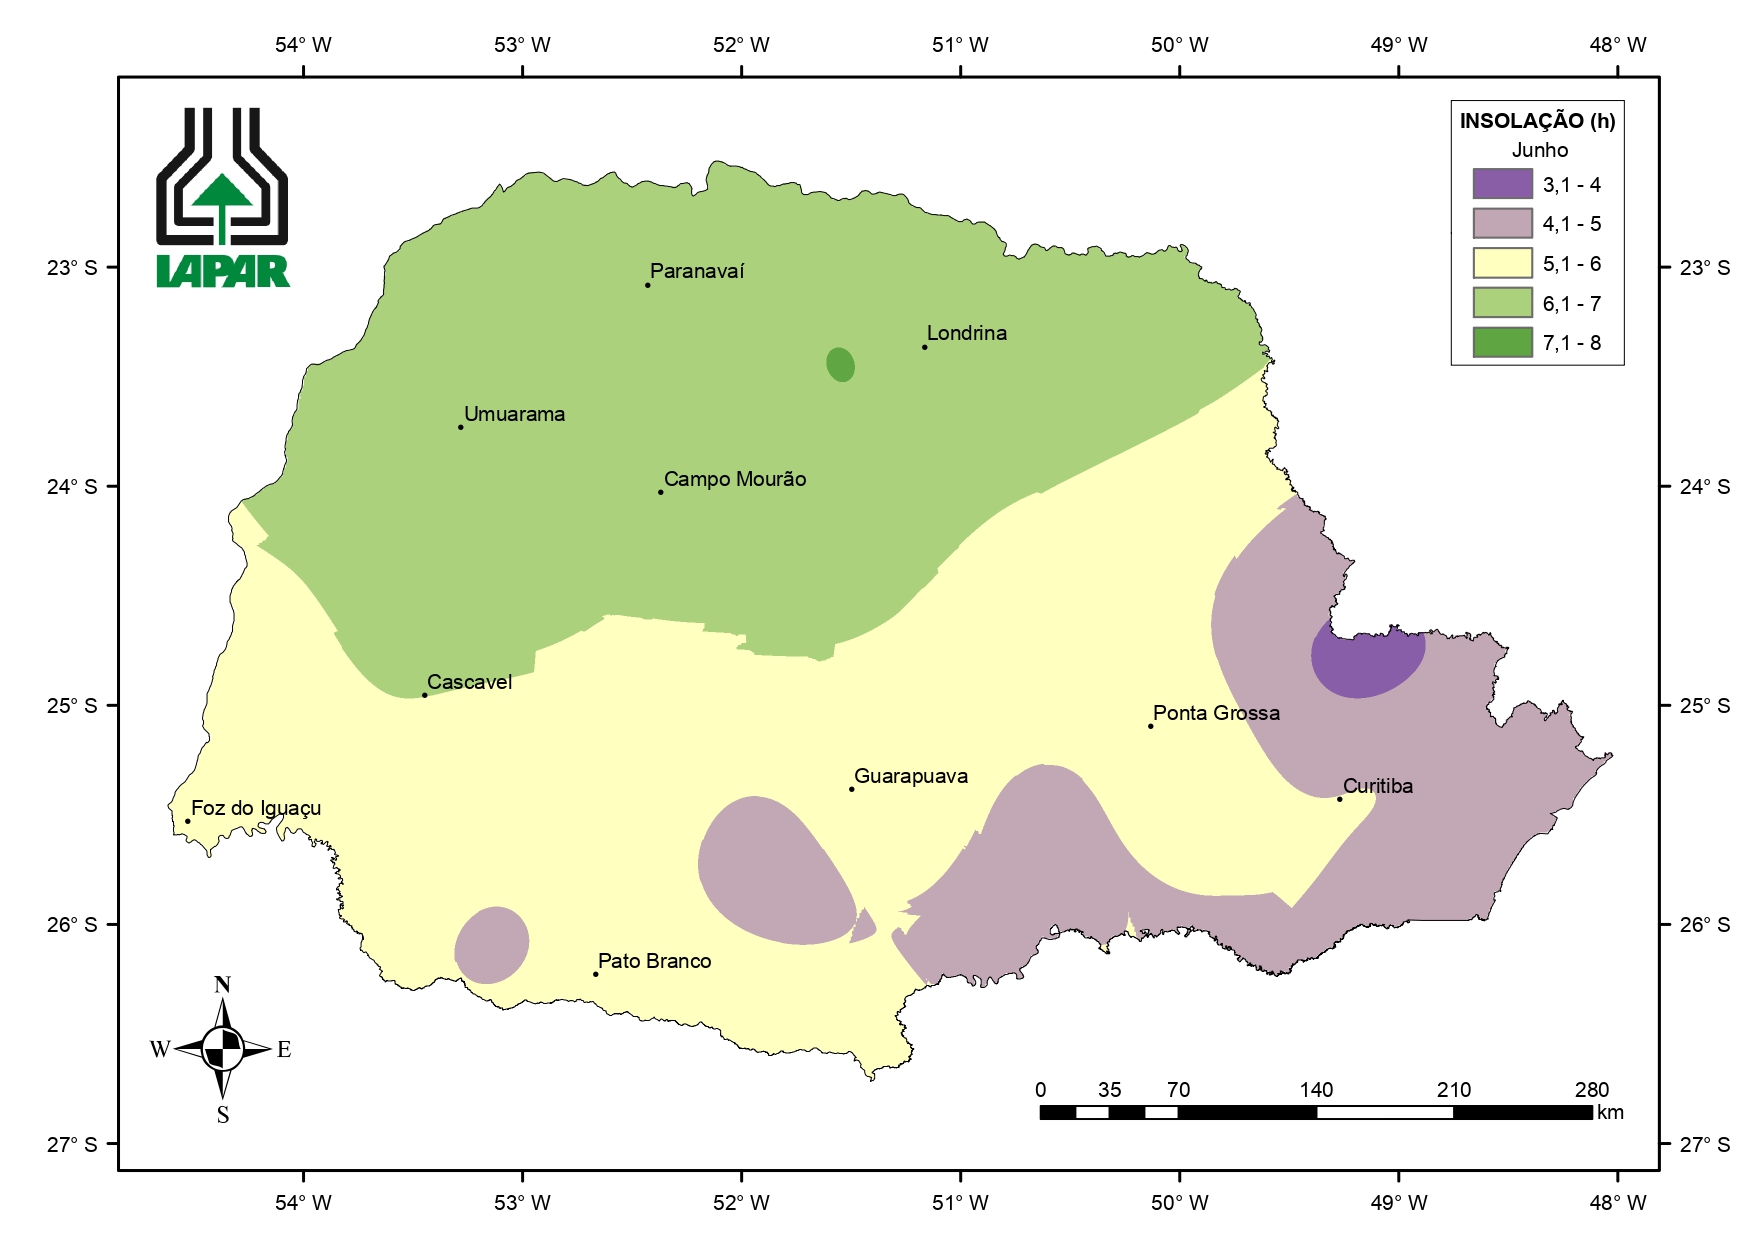 54° W 53° W 52° W 51° W 50° W 49° W 48° W
IAPAR
INSOLAÇÃO (h)
Junho
3,1 - 4
4,1 - 5
5,1 - 6
6,1 - 7
7,1 - 8
23° S 23° S
Paranavaí
Londrina
Umuarama
Campo Mourão
24° S 24° S
Cascavel
25° S 25° S
Ponta Grossa
Guarapuava
Curitiba
Foz do Iguaçu
26° S 26° S
Pato Branco
N
W E
S
0 35 70 140 210 280
km
27° S 27° S
54° W 53° W 52° W 51° W 50° W 49° W 48° W